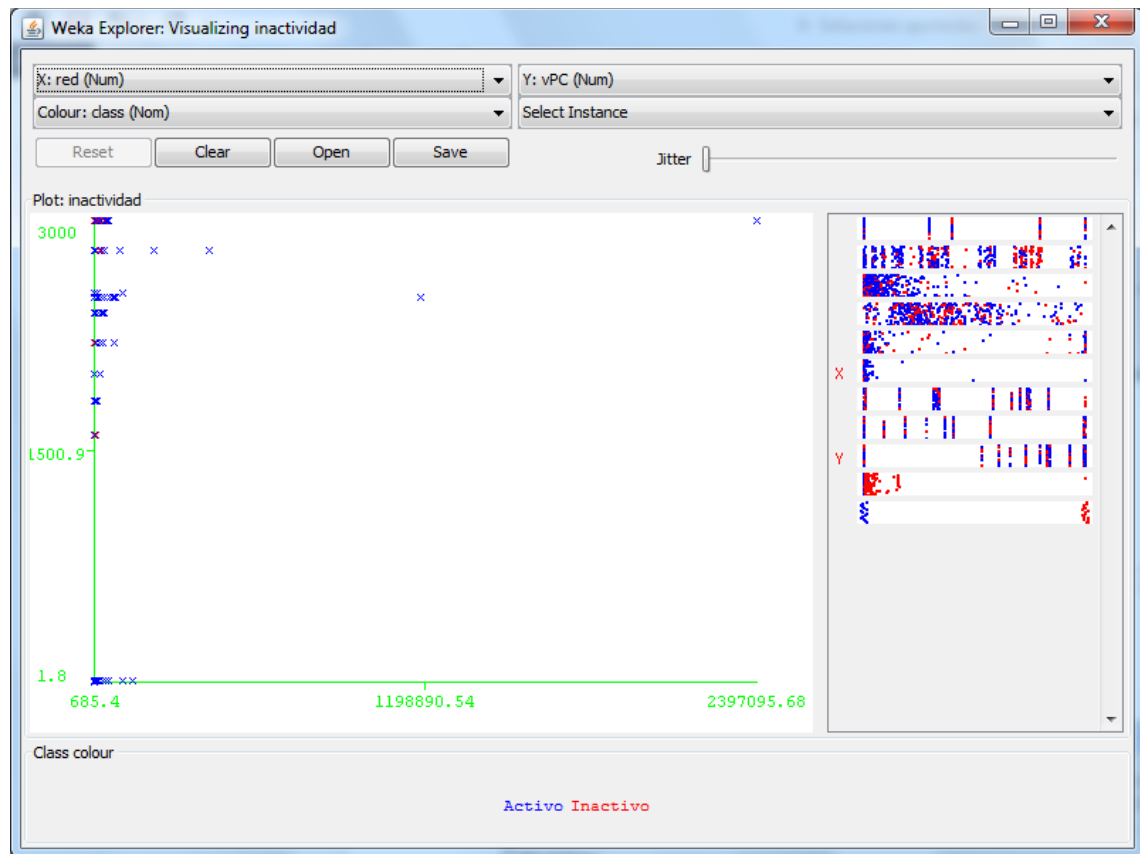 Weka Explorer: Visualizing inactividad
X: red (Num) Y: vPC (Num)
Colour: class (Nom) Select Instance
Reset Clear Open Save Jitter
Plot: inactividad
3000
1500.9
1.8
685.4 1198890.54 2397095.68
X
Y
Class colour
Activo Inactivo